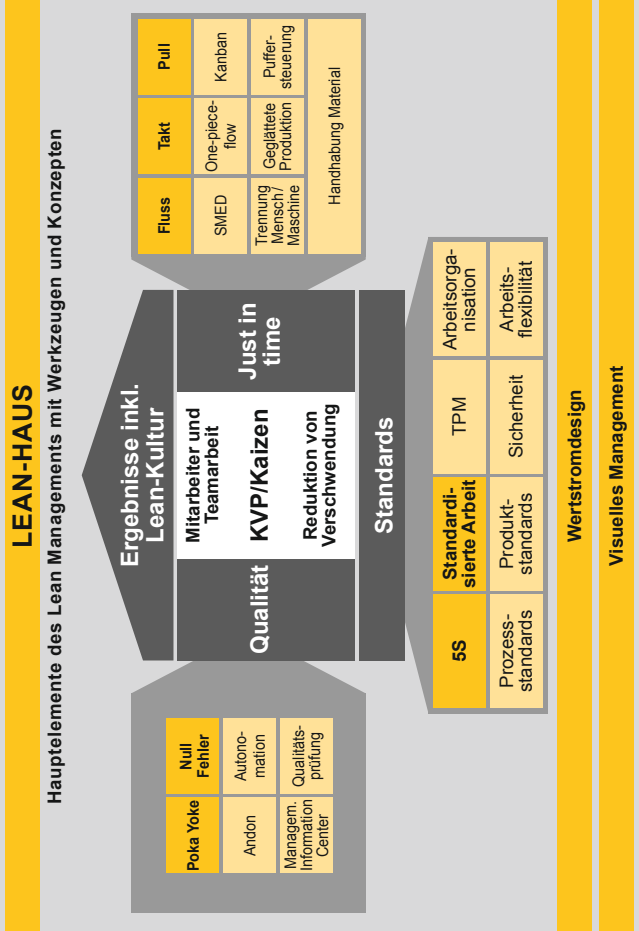 LEAN-HAUS
Hauptelemente des Lean Managements mit Werkzeugen und Konzepten
Poka Yoke
Null
Fehler
Andon
Autono-
mation
Managem.
Information
Center
Qualitäts-
prüfung
Ergebnisse inkl.
Lean-Kultur
Qualität
Mitarbeiter und
Teamarbeit
KVP/Kaizen
Reduktion von
Verschwendung
Just in
time
Standards
Fluss
Takt
Pull
SMED
One-piece-
flow
Kanban
Trennung
Mensch/
Maschine
Geglättete
Produktion
Puffer-
steuerung
Handhabung Material
5S
Standardi-
sierte Arbeit
TPM
Arbeitsorga-
nisation
Prozess-
standards
Produkt-
standards
Sicherheit
Arbeits-
flexibilität
Wertstromdesign
Visuelles Management